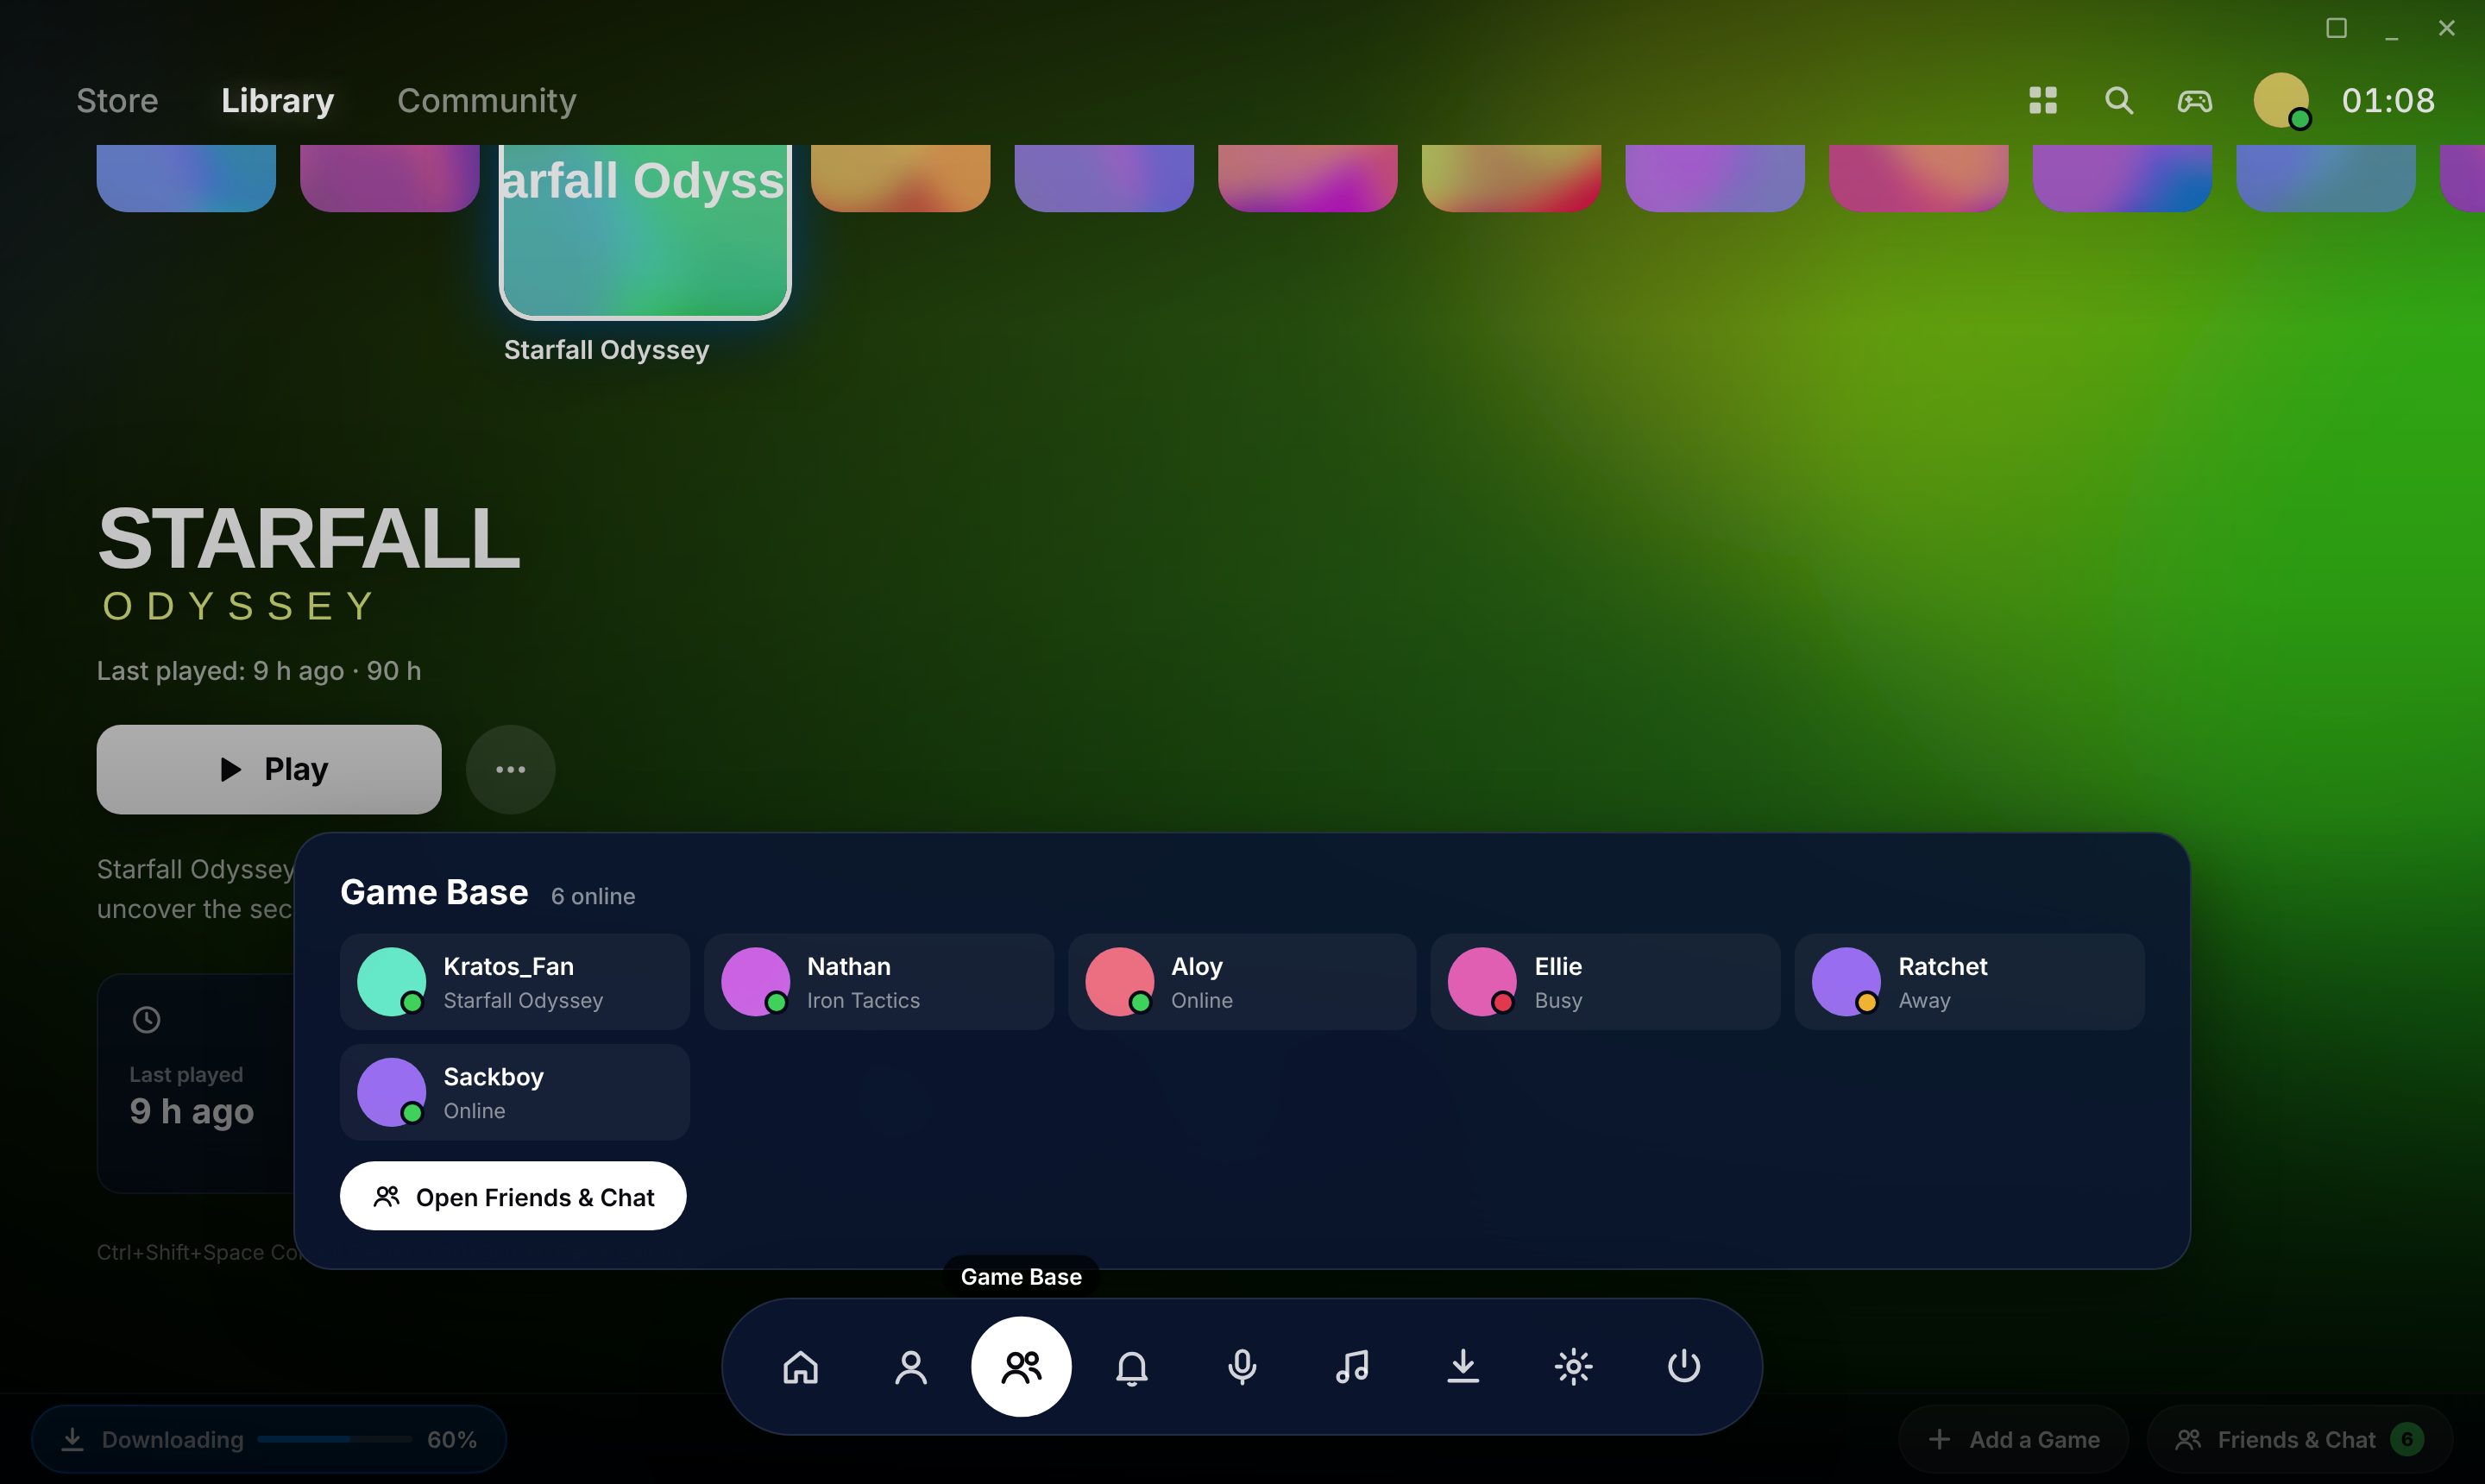 Store Library Community 01:08
arfall Odyss
Starfall Odyssey
STARFALL
ODYSSEY
Last played: 9 h ago · 90 h
Play
Starfall Odyssey
uncover the sec
Last played
9 h ago
Ctrl+Shift+Space
Game Base 6 online
Kratos_Fan
Starfall Odyssey
Nathan
Iron Tactics
Aloy
Online
Ellie
Busy
Ratchet
Away
Sackboy
Online
Open Friends & Chat
Game Base
Downloading 60%
Add a Game
Friends & Chat 6